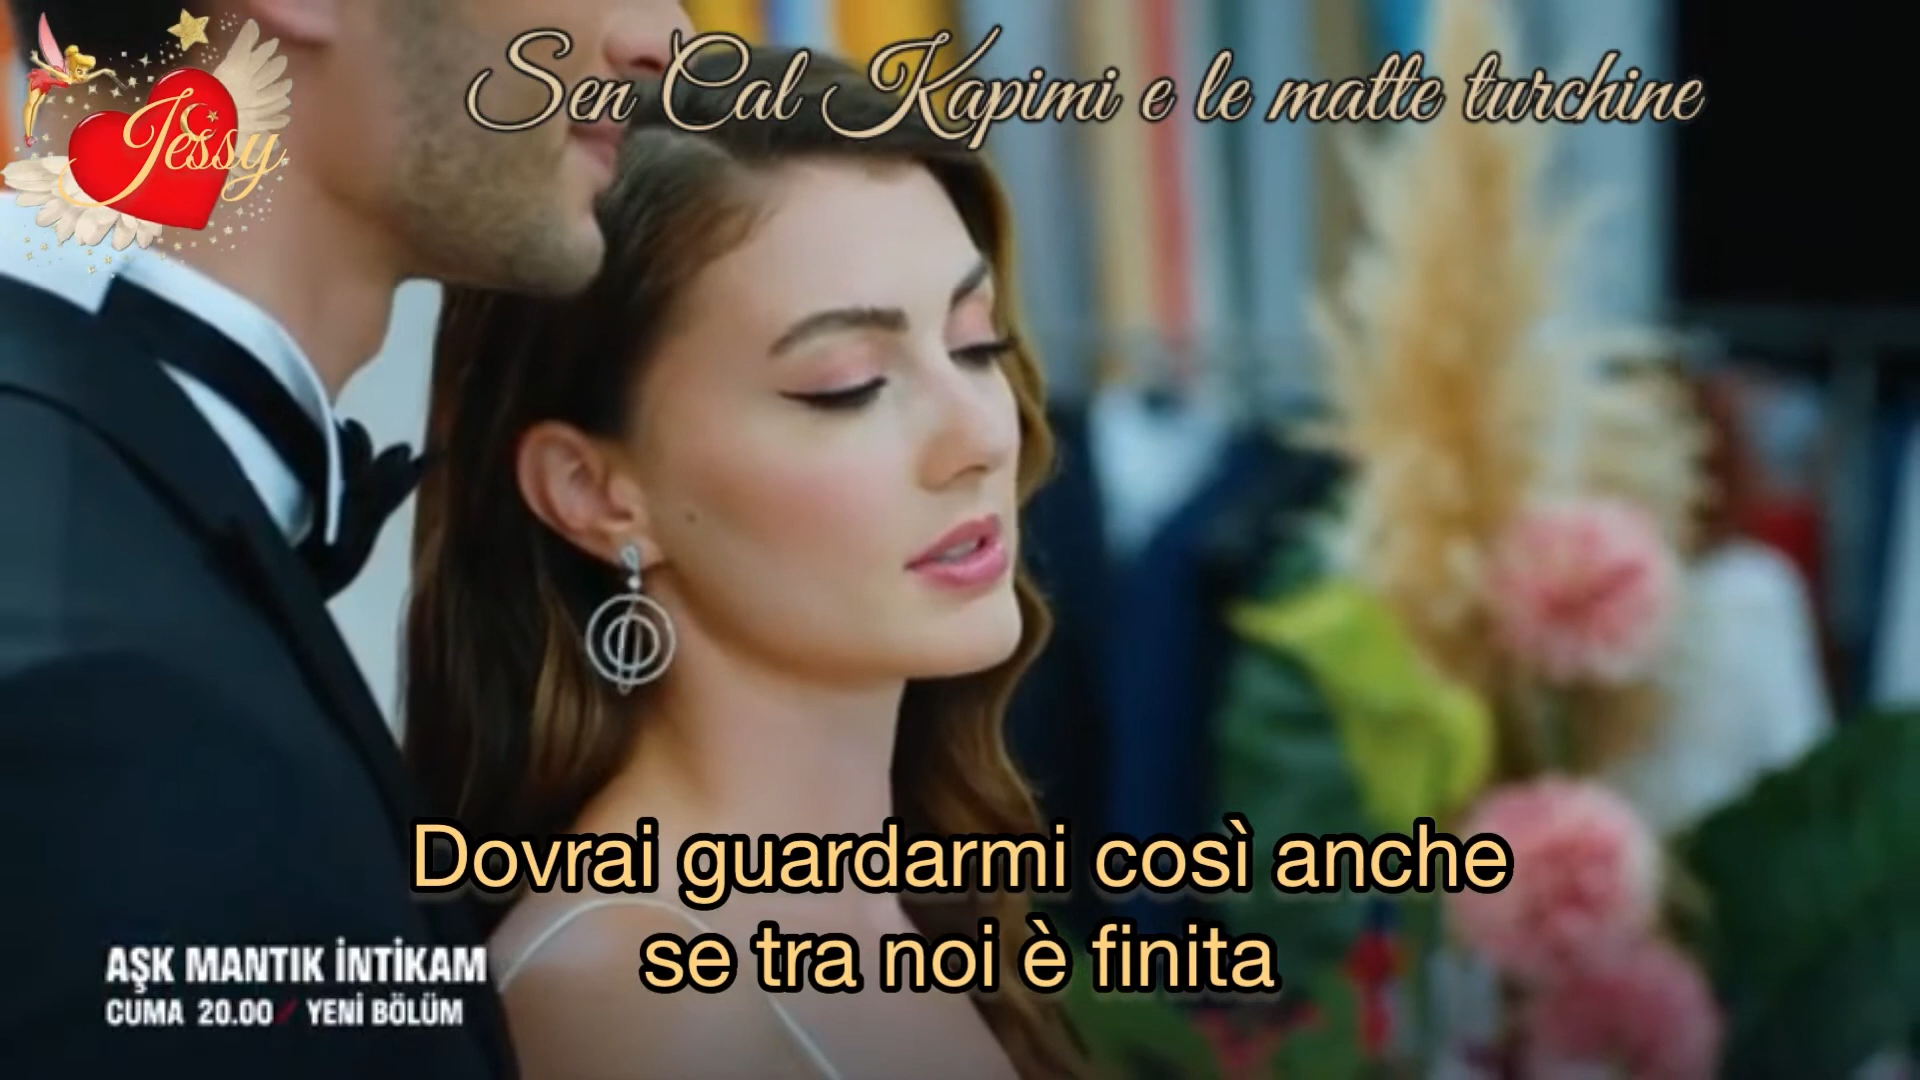 Sen Cal Kapimi e le matte turchine
Jessy
Dovrai guardarmi così anche
se tra noi è finita
AŞK MANTIK İNTİKAM
CUMA 20.00 / YENİ BÖLÜM